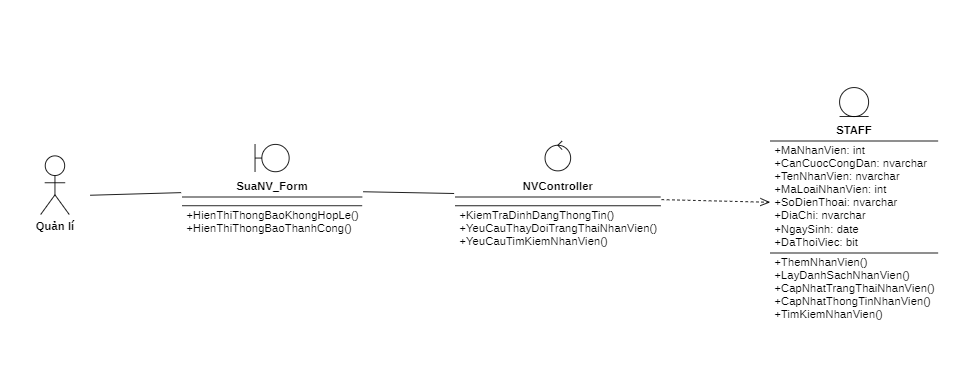 Quản lí
SuaNV_Form
+HienThiThongBaoKhongHopLe()
+HienThiThongBaoThanhCong()
NVController
+KiemTraDinhDangThongTin()
+YeuCauThayDoiTrangThaiNhanVien()
+YeuCauTimKiemNhanVien()
STAFF
+MaNhanVien: int
+CanCuocCongDan: nvarchar
+TenNhanVien: nvarchar
+MaLoaiNhanVien: int
+SoDienThoai: nvarchar
+DiaChi: nvarchar
+NgaySinh: date
+DaThoiViec: bit
+ThemNhanVien()
+LayDanhSachNhanVien()
+CapNhatTrangThaiNhanVien()
+CapNhatThongTinNhanVien()
+TimKiemNhanVien()